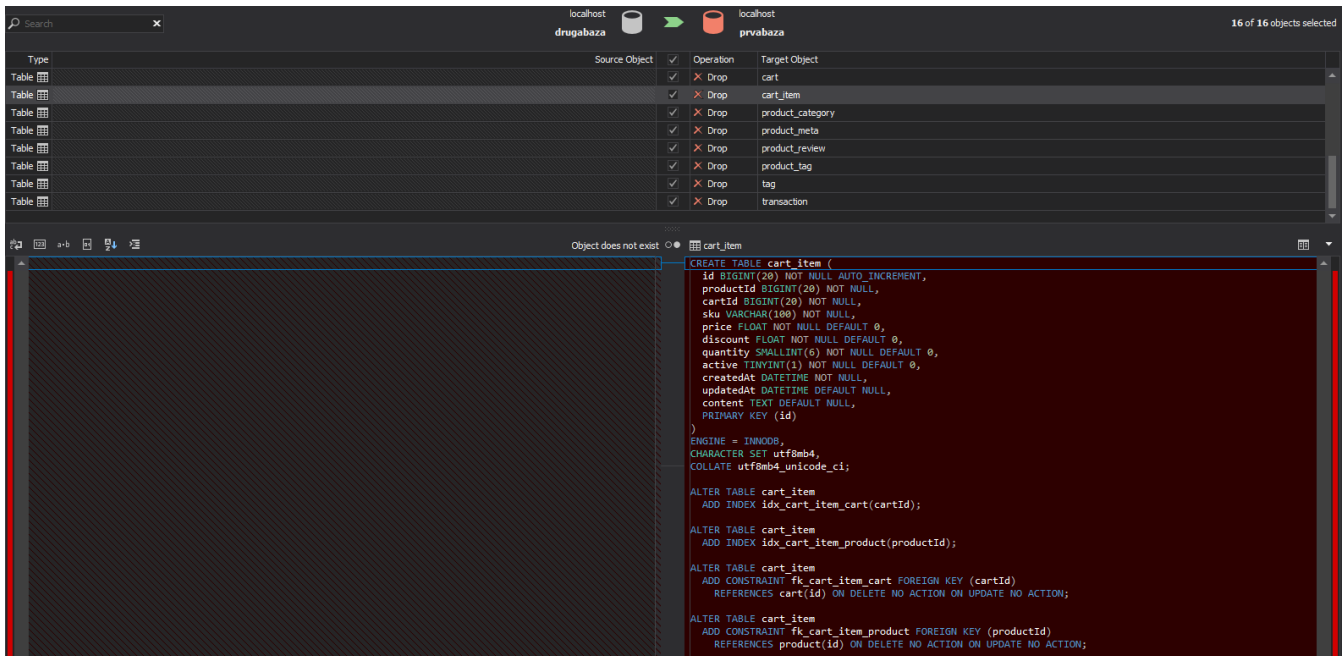 localhost
drugabaza
localhost
prvabaza
Search
16 of 16 objects selected
Type Source Object Operation Target Object
Table Drop cart
Table Drop cart_item
Table Drop product_category
Table Drop product_meta
Table Drop product_review
Table Drop product_tag
Table Drop tag
Table Drop transaction
Object does not exist cart_item
CREATE TABLE cart_item (
id BIGINT(20) NOT NULL AUTO_INCREMENT,
productId BIGINT(20) NOT NULL,
cartId BIGINT(20) NOT NULL,
sku VARCHAR(100) NOT NULL,
price FLOAT NOT NULL DEFAULT 0,
discount FLOAT NOT NULL DEFAULT 0,
quantity SMALLINT(6) NOT NULL DEFAULT 0,
active TINYINT(1) NOT NULL DEFAULT 0,
createdAt DATETIME NOT NULL,
updatedAt DATETIME DEFAULT NULL,
content TEXT DEFAULT NULL,
PRIMARY KEY (id)
)
ENGINE = INNODB,
CHARACTER SET utf8mb4,
COLLATE utf8mb4_unicode_ci;
ALTER TABLE cart_item
ADD INDEX idx_cart_item_cart(cartId);
ALTER TABLE cart_item
ADD INDEX idx_cart_item_product(productId);
ALTER TABLE cart_item
ADD CONSTRAINT fk_cart_item_cart FOREIGN KEY (cartId)
REFERENCES cart(id) ON DELETE NO ACTION ON UPDATE NO ACTION;
ALTER TABLE cart_item
ADD CONSTRAINT fk_cart_item_product FOREIGN KEY (productId)
REFERENCES product(id) ON DELETE NO ACTION ON UPDATE NO ACTION;